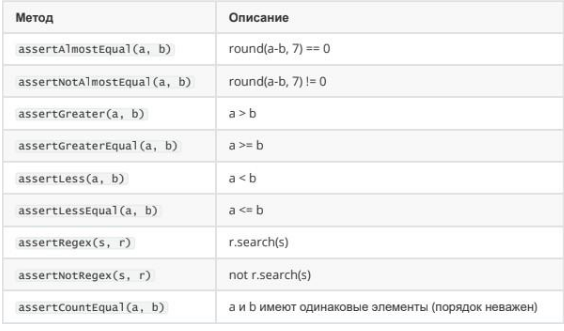 Метод Описание
assertAlmostEqual(a, b) round(a-b, 7) == 0
assertNotAlmostEqual(a, b) round(a-b, 7) != 0
assertGreater(a, b) a > b
assertGreaterEqual(a, b) a >= b
assertLess(a, b) a < b
assertLessEqual(a, b) a <= b
assertRegex(s, r) r.search(s)
assertNotRegex(s, r) not r.search(s)
assertCountEqual(a, b) a и b имеют одинаковые элементы (порядок неважен)